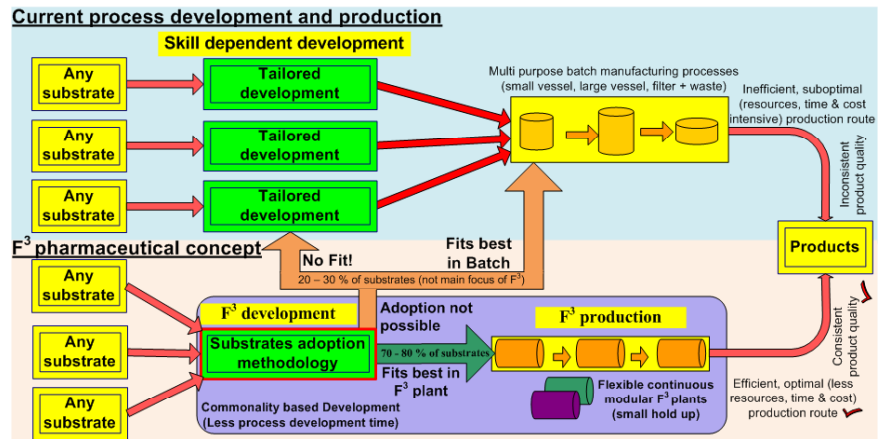 Current process development and production
Skill dependent development
Any
substrate
Tailored
development
Any
substrate
Tailored
development
Any
substrate
Tailored
development
Multi purpose batch manufacturing processes
(small vessel, large vessel, filter + waste)
Inefficient, suboptimal
(resources, time & cost
intensive) production route
Inconsistent
product quality
Products
F³ pharmaceutical concept
No Fit!
Fits best
in Batch
20 – 30 % of substrates (not main focus of F³)
Any
substrate
Any
substrate
Any
substrate
F³ development
Substrates adoption
methodology
Commonality based Development
(Less process development time)
Adoption not
possible
70 - 80 % of substrates
Fits best in
F³ plant
F³ production
Flexible continuous
modular F³ plants
(small hold up)
Consistent
product quality
Efficient, optimal (less
resources, time & cost)
production route